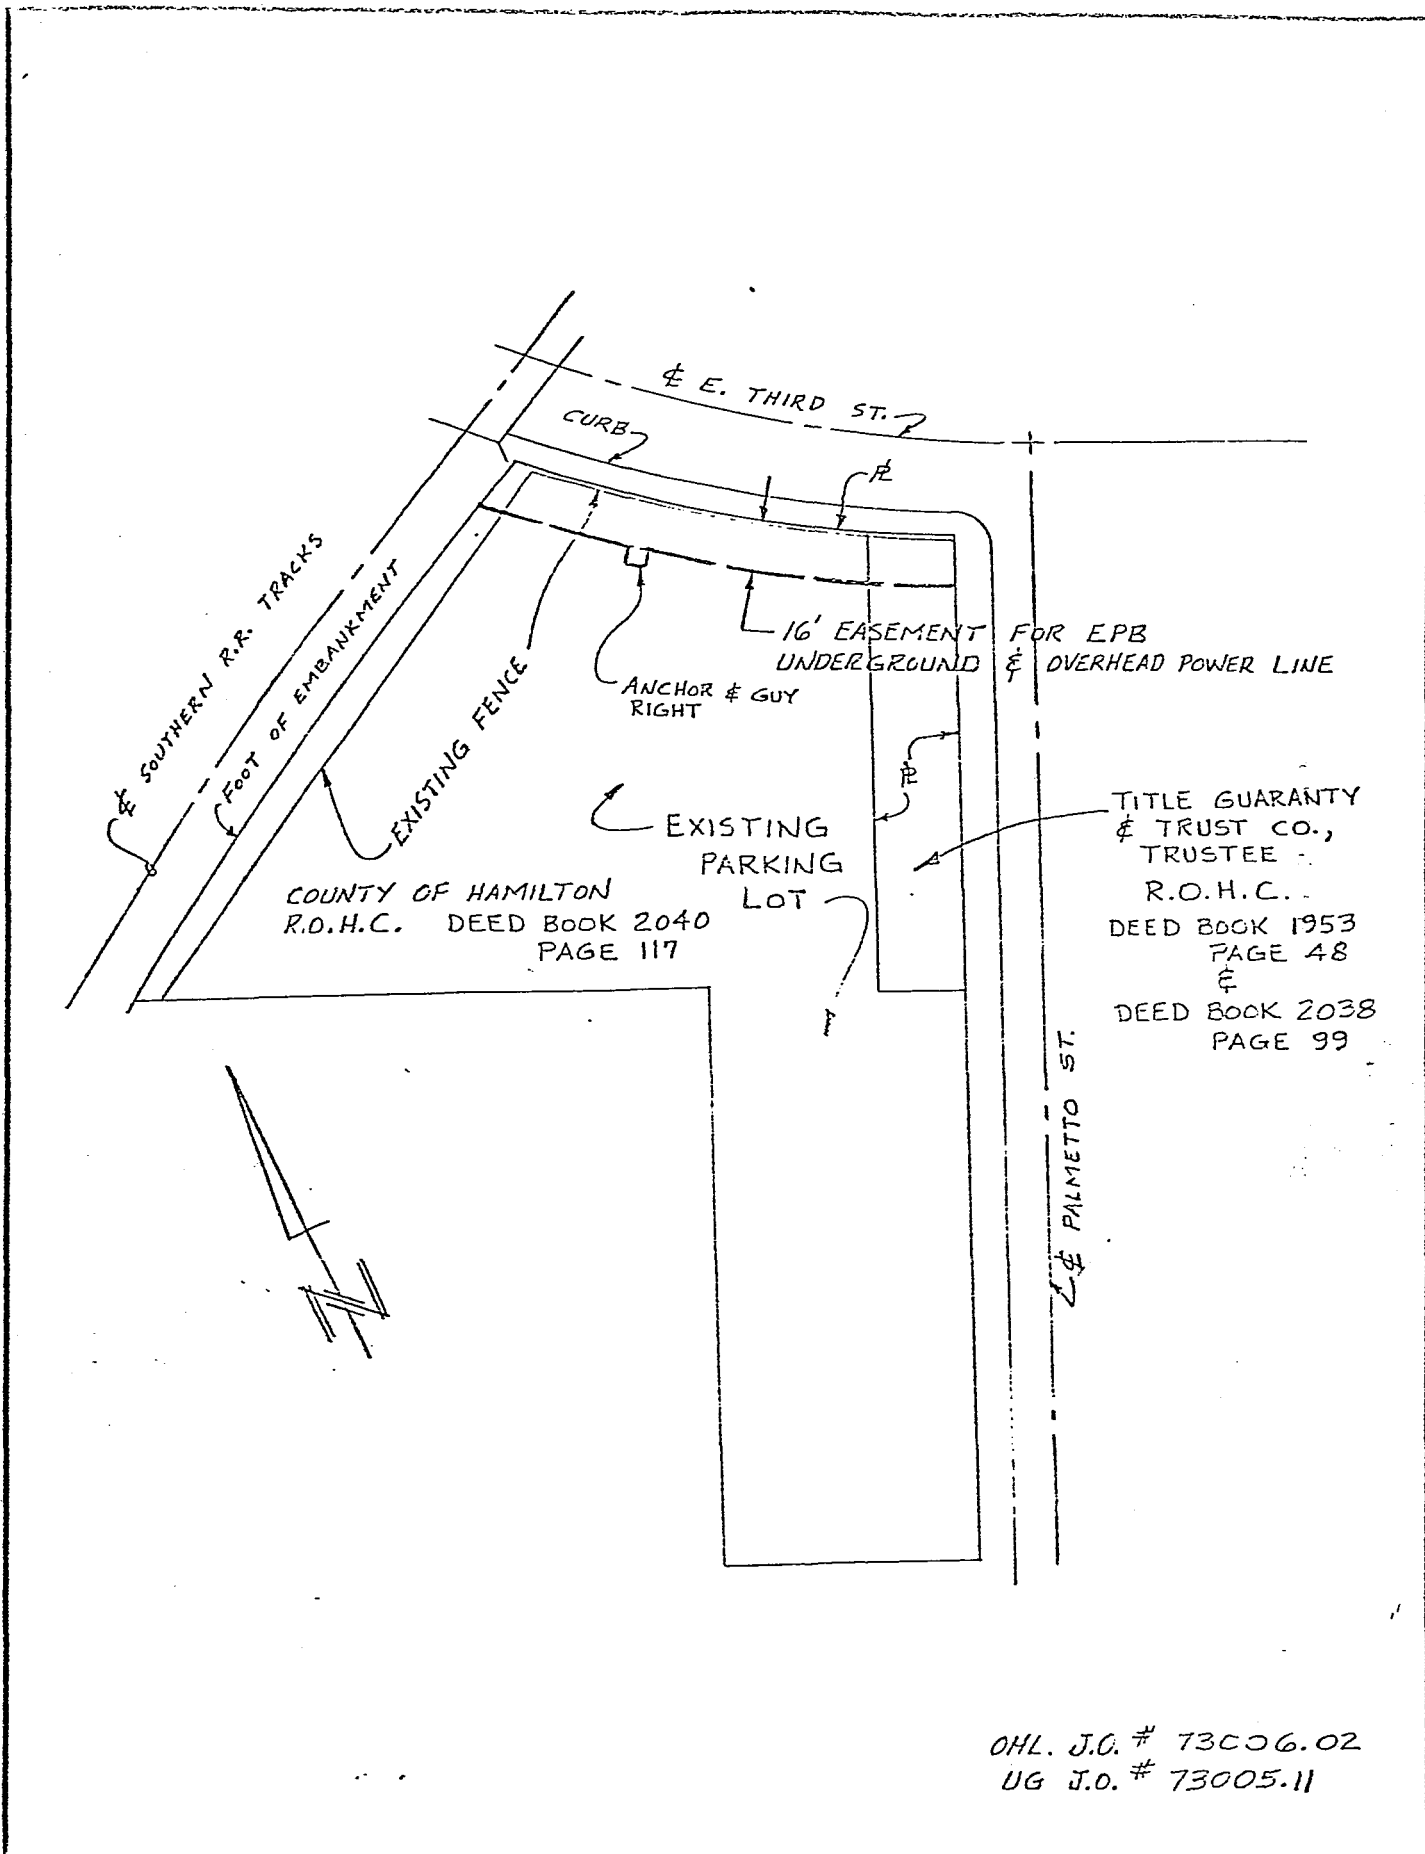 ℄ E. THIRD ST.
CURB
⅊
℄ SOUTHERN R.R. TRACKS
FOOT OF EMBANKMENT
EXISTING FENCE
16' EASEMENT FOR EPB
UNDERGROUND & OVERHEAD POWER LINE
ANCHOR & GUY
RIGHT
⅊
EXISTING
PARKING
LOT
TITLE GUARANTY
& TRUST CO.,
TRUSTEE
R.O.H.C.
DEED BOOK 1953
PAGE 48
&
DEED BOOK 2038
PAGE 99
COUNTY OF HAMILTON
R.O.H.C. DEED BOOK 2040
PAGE 117
℄ PALMETTO ST.
N
OHL. J.O. # 73006.02
UG J.O. # 73005.11